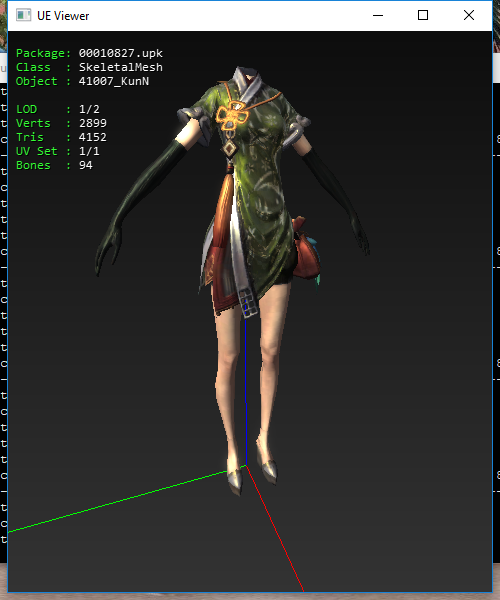 UE Viewer
Package: 00010827.upk
Class : SkeletalMesh
Object : 41007_KunN
LOD : 1/2
Verts : 2899
Tris : 4152
UV Set : 1/1
Bones : 94